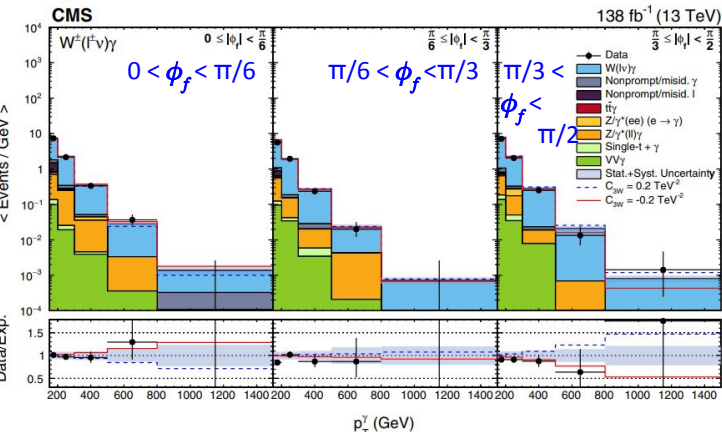 CMS
138 fb⁻¹ (13 TeV)
W±(l±ν)γ
0 ≤ |ϕf| < π/6
π/6 ≤ |ϕf| < π/3
π/3 ≤ |ϕf| < π/2
0 < ϕf < π/6
π/6 < ϕf <π/3
π/3 <
ϕf <
π/2
Data
W(lν)γ
Nonprompt/misid. γ
Nonprompt/misid. l
tt̄γ
Z/γ*(ee) (e → γ)
Z/γ*(ll)γ
Single-t + γ
VVγ
Stat.+Syst. Uncertainty
C3W = 0.2 TeV⁻²
C3W = -0.2 TeV⁻²
< Events / GeV >
10⁴
10³
10²
10
1
10⁻¹
10⁻²
10⁻³
10⁻⁴
Data/Exp.
1.5
1
0.5
200 400 600 800 1000 1200 1400
200 400 600 800 1000 1200 1400
200 400 600 800 1000 1200 1400
pTγ (GeV)